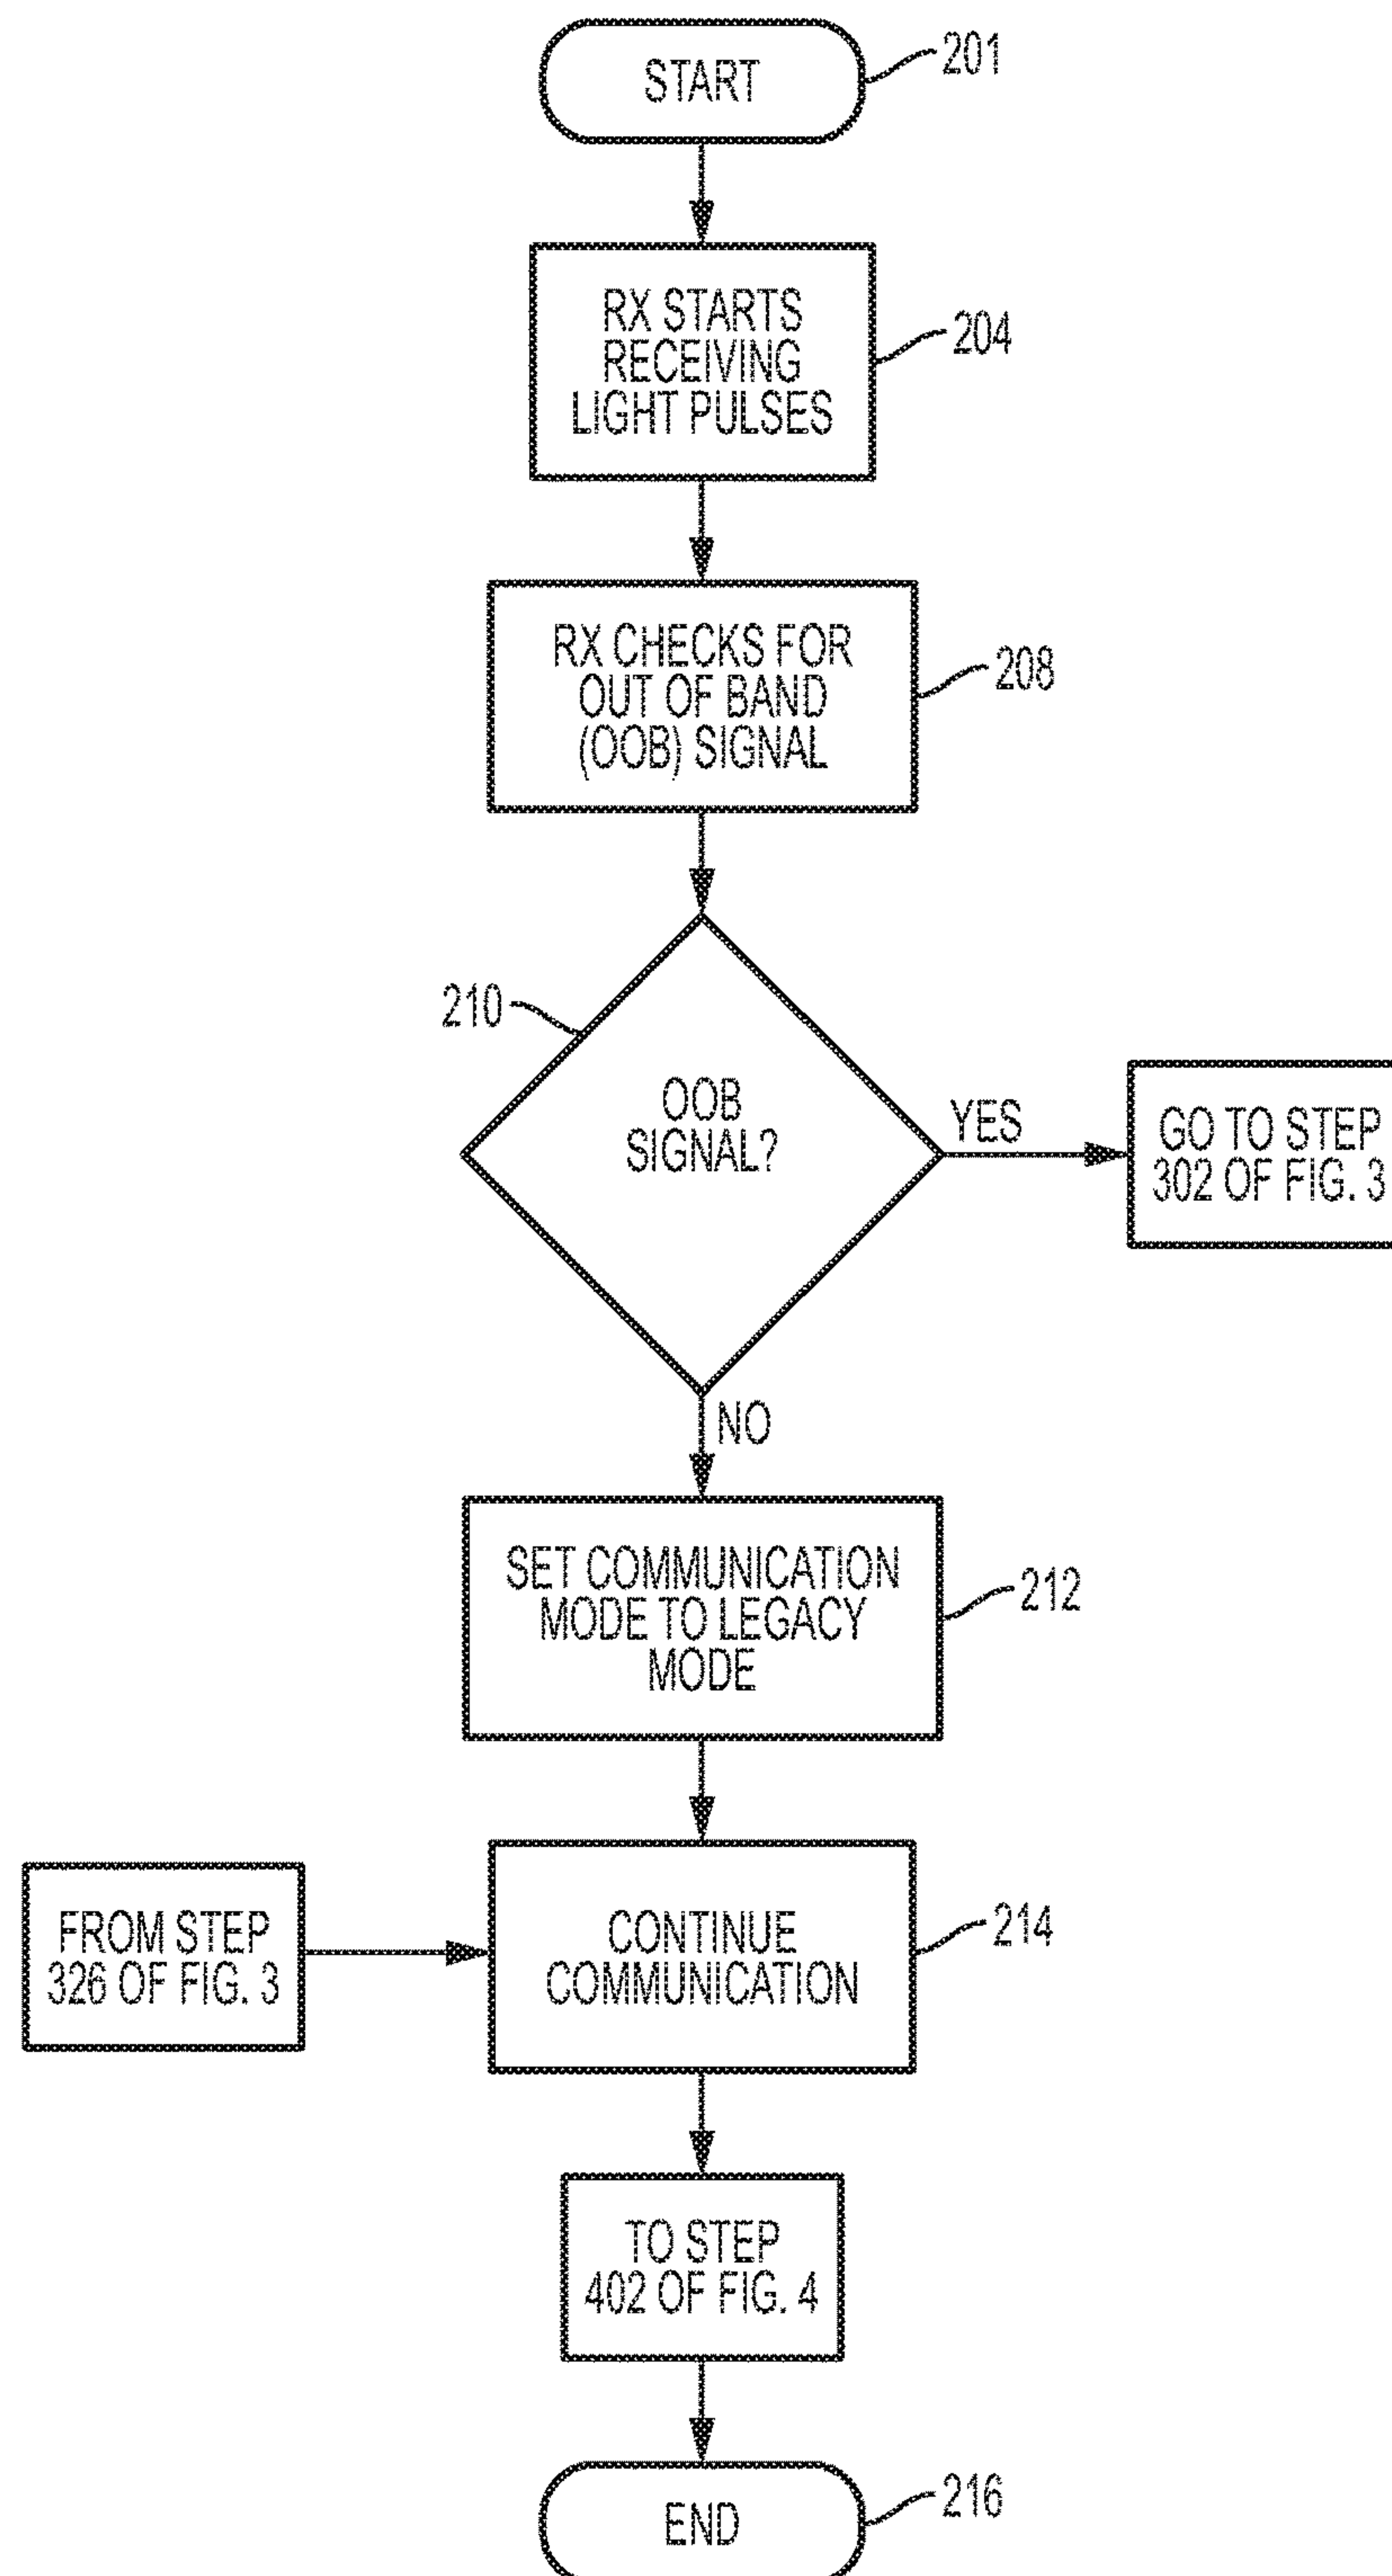 START
201
RX STARTS
RECEIVING
LIGHT PULSES
204
RX CHECKS FOR
OUT OF BAND
(OOB) SIGNAL
208
210
OOB
SIGNAL?
YES
GO TO STEP
302 OF FIG. 3
NO
SET COMMUNICATION
MODE TO LEGACY
MODE
212
FROM STEP
326 OF FIG. 3
CONTINUE
COMMUNICATION
214
TO STEP
402 OF FIG. 4
END
216